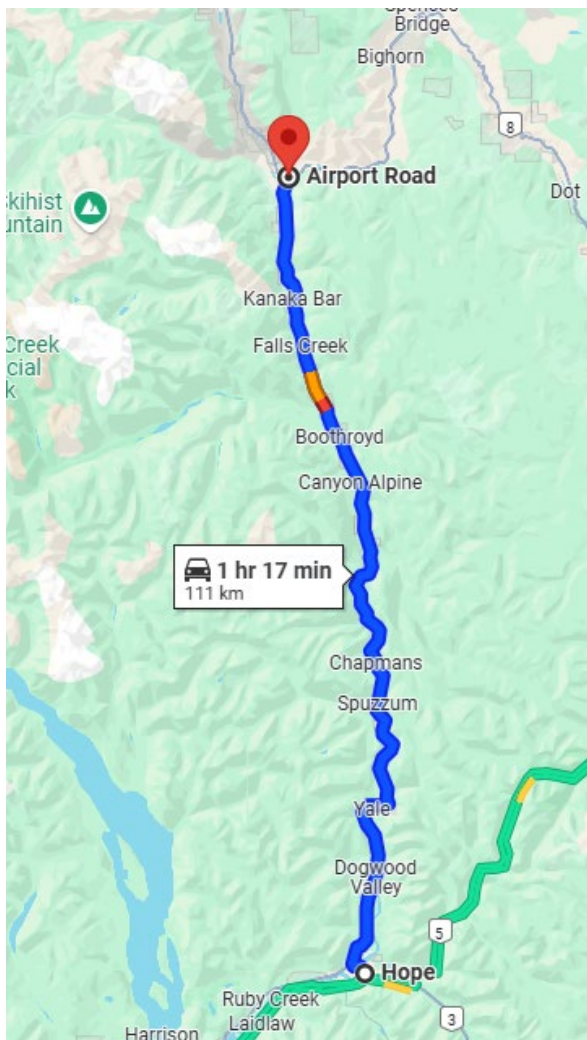 Bridge
Bighorn
8
Airport Road
Dot
Kanaka Bar
Falls Creek
Creek
Boothroyd
Canyon Alpine
1 hr 17 min
111 km
Chapmans
Spuzzum
Yale
Dogwood
Valley
5
Hope
Ruby Creek
Laidlaw
3
Harrison